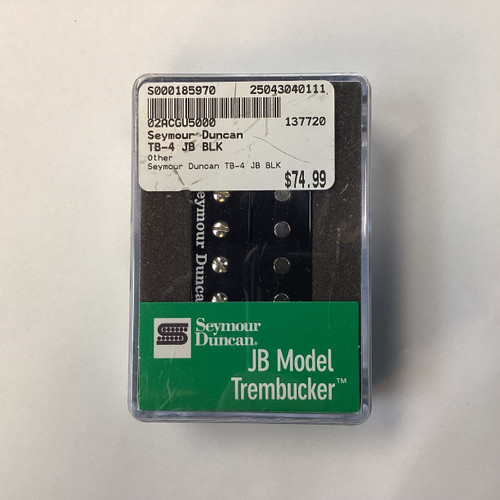 S000185970 25043040111
02ACGU5000 137720
Seymour Duncan
TB-4 JB BLK
Other
Seymour Duncan TB-4 JB BLK
$74.99
Seymour Duncan
Seymour
Duncan®
JB Model
Trembucker™